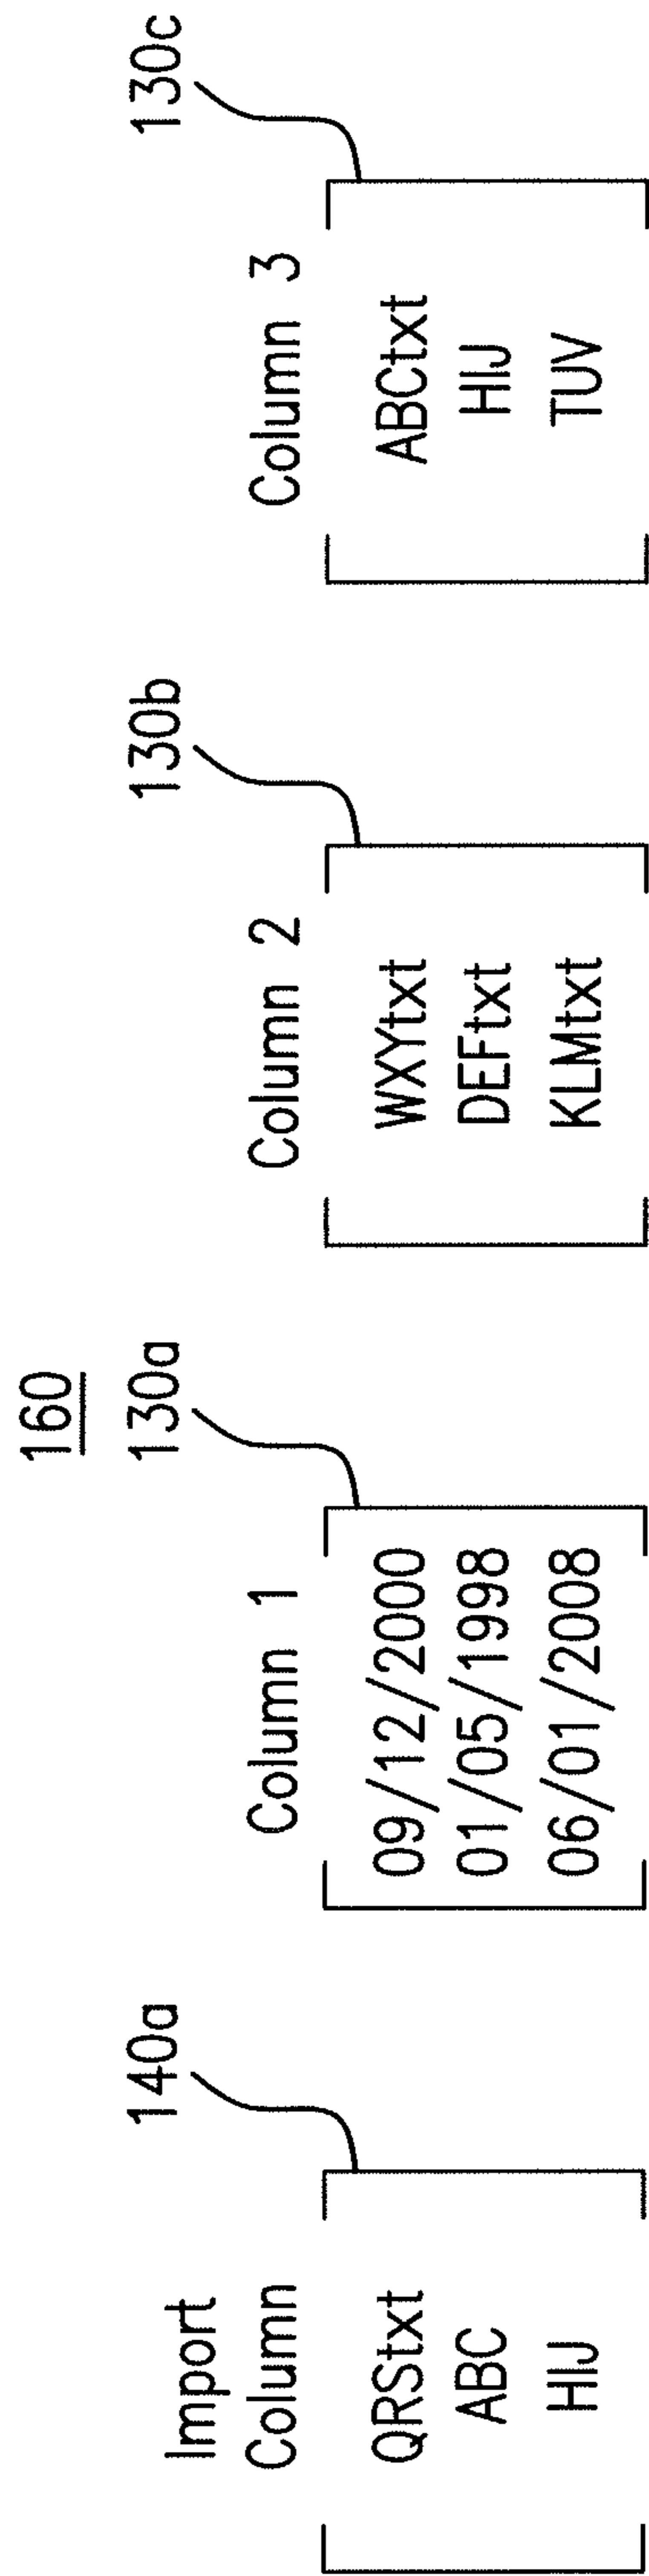 160
140a
Import
Column
QRStxt
ABC
HIJ
130a
Column 1
09/12/2000
01/05/1998
06/01/2008
130b
Column 2
WXYtxt
DEFtxt
KLMtxt
130c
Column 3
ABCtxt
HIJ
TUV